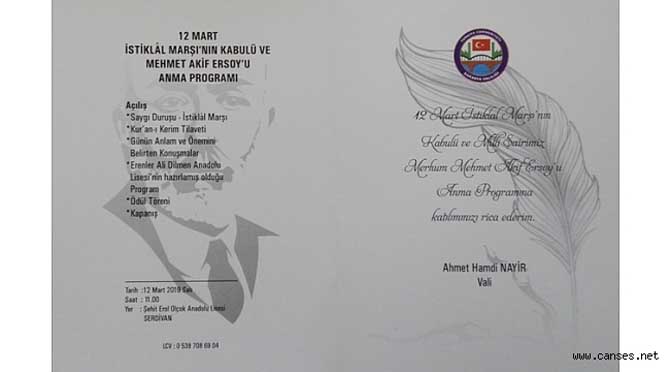 12 MART
İSTİKLÂL MARŞI'NIN KABULÜ VE
MEHMET AKİF ERSOY'U
ANMA PROGRAMI
Açılış
*Saygı Duruşu - İstiklâl Marşı
*Kur'an-ı Kerim Tilaveti
*Günün Anlam ve Önemini
Belirten Konuşmalar
*Erenler Ali Dilmen Anadolu
Lisesi'nin hazırlamış olduğu
Program
*Ödül Töreni
*Kapanış
Tarih :12 Mart 2019 Salı
Saat : 11.00
Yer : Şehit Erol Olçok Anadolu Lisesi
SERDİVAN
LCV : 0 538 708 69 04
12 Mart İstiklal Marşı'nın
Kabulü ve Milli Şairimiz
Merhum Mehmet Akif Ersoy'u
Anma Programına
katılımınızı rica ederim.
Ahmet Hamdi NAYİR
Vali
www.canses.net